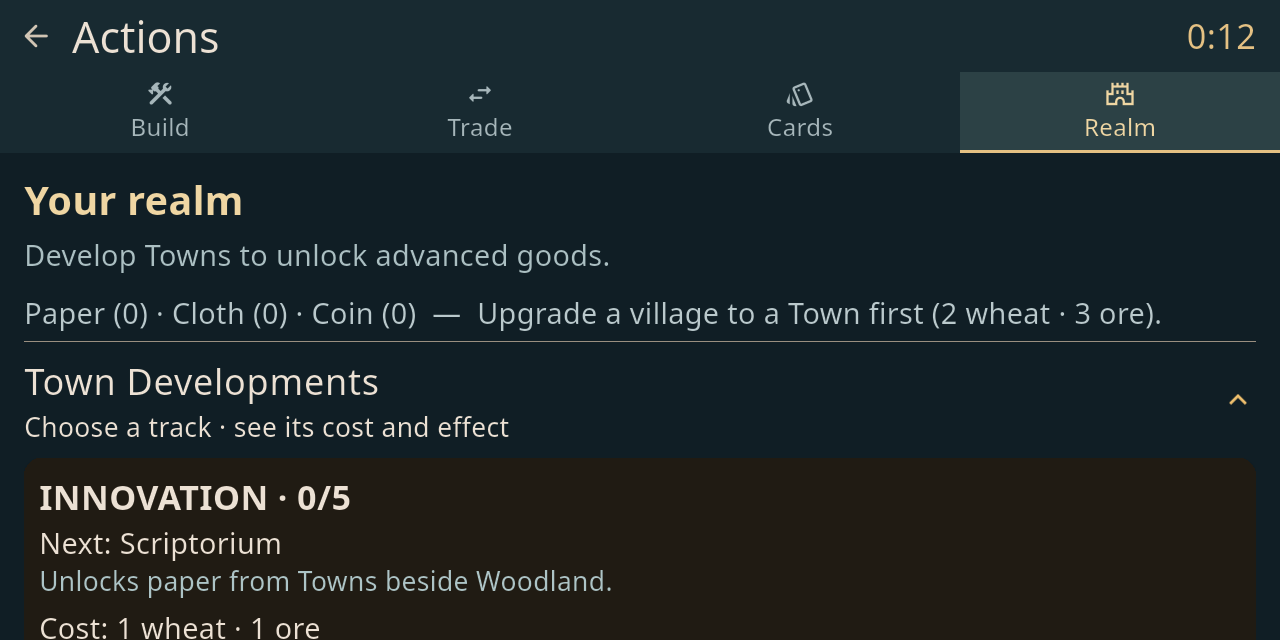 Actions
0:12
Build
Trade
Cards
Realm
Your realm
Develop Towns to unlock advanced goods.
Paper (0) · Cloth (0) · Coin (0) — Upgrade a village to a Town first (2 wheat · 3 ore).
Town Developments
Choose a track · see its cost and effect
INNOVATION · 0/5
Next: Scriptorium
Unlocks paper from Towns beside Woodland.
Cost: 1 wheat · 1 ore